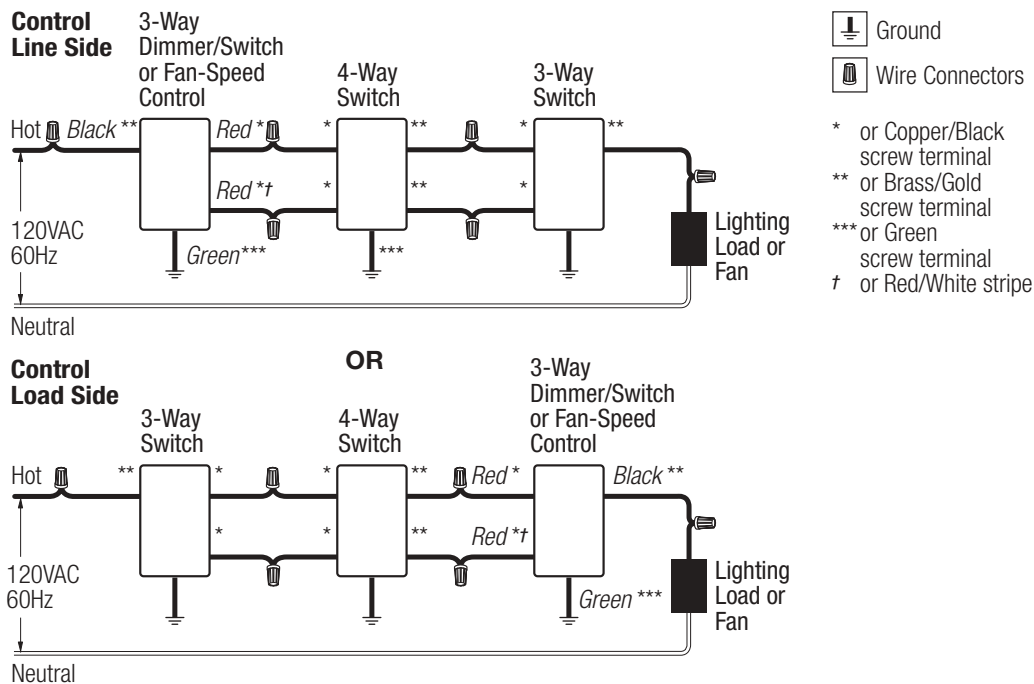 Control
Line Side
3-Way
Dimmer/Switch
or Fan-Speed
Control
4-Way
Switch
3-Way
Switch
Hot
Black **
Red *
*
**
*
**
Red *†
*
**
*
120VAC
60Hz
Green***
***
Lighting
Load or
Fan
Neutral
Ground
Wire Connectors
* or Copper/Black
screw terminal
** or Brass/Gold
screw terminal
*** or Green
screw terminal
† or Red/White stripe
OR
Control
Load Side
3-Way
Switch
4-Way
Switch
3-Way
Dimmer/Switch
or Fan-Speed
Control
Hot
**
*
*
**
Red *
Black **
*
*
**
Red *†
120VAC
60Hz
Green ***
Lighting
Load or
Fan
Neutral